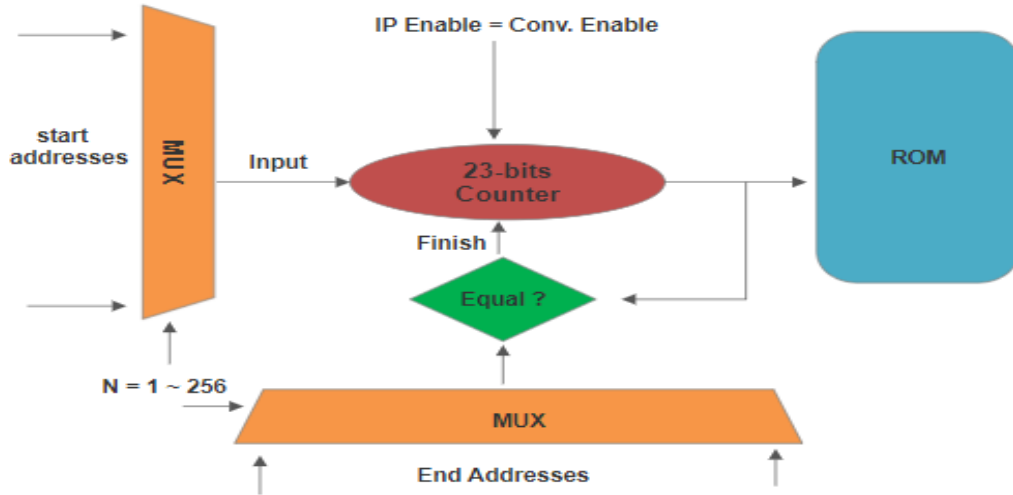 IP Enable = Conv. Enable
start
addresses
MUX
Input
23-bits
Counter
ROM
Finish
Equal ?
N = 1 ~ 256
MUX
End Addresses